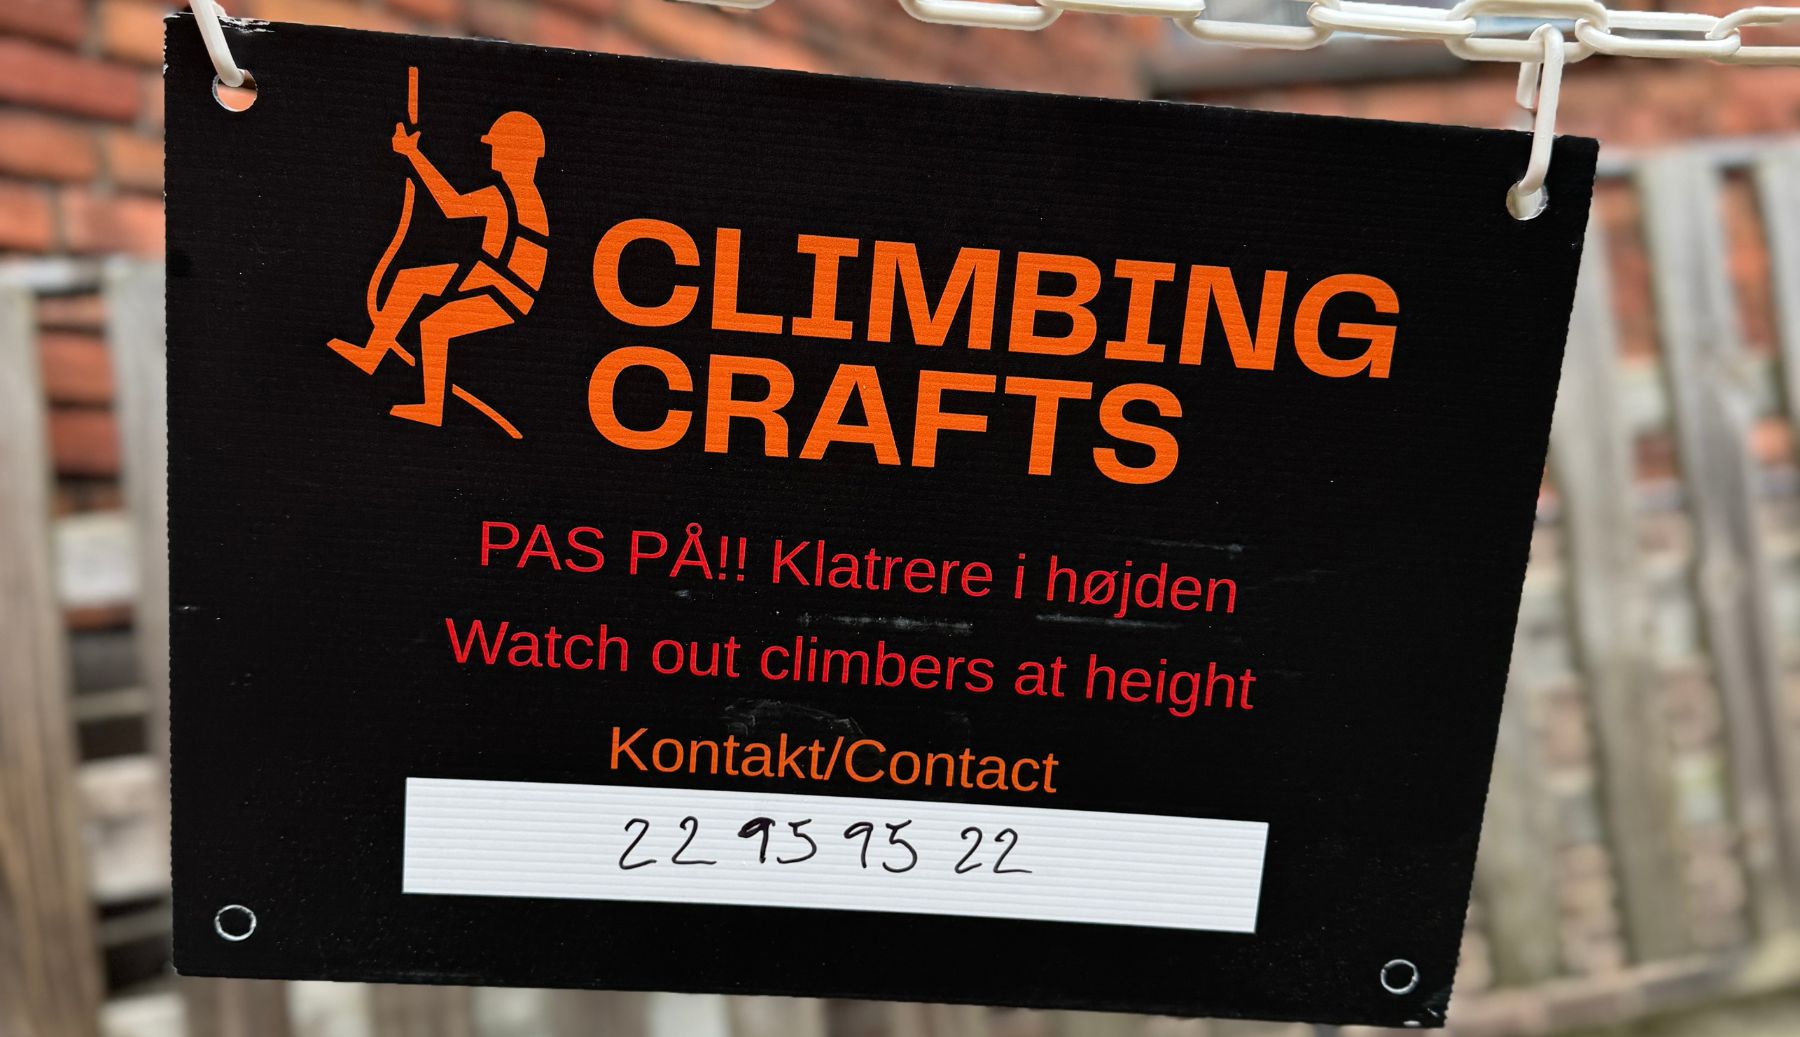 CLIMBING
CRAFTS
PAS PÅ!! Klatrere i højden
Watch out climbers at height
Kontakt/Contact
22 95 95 22